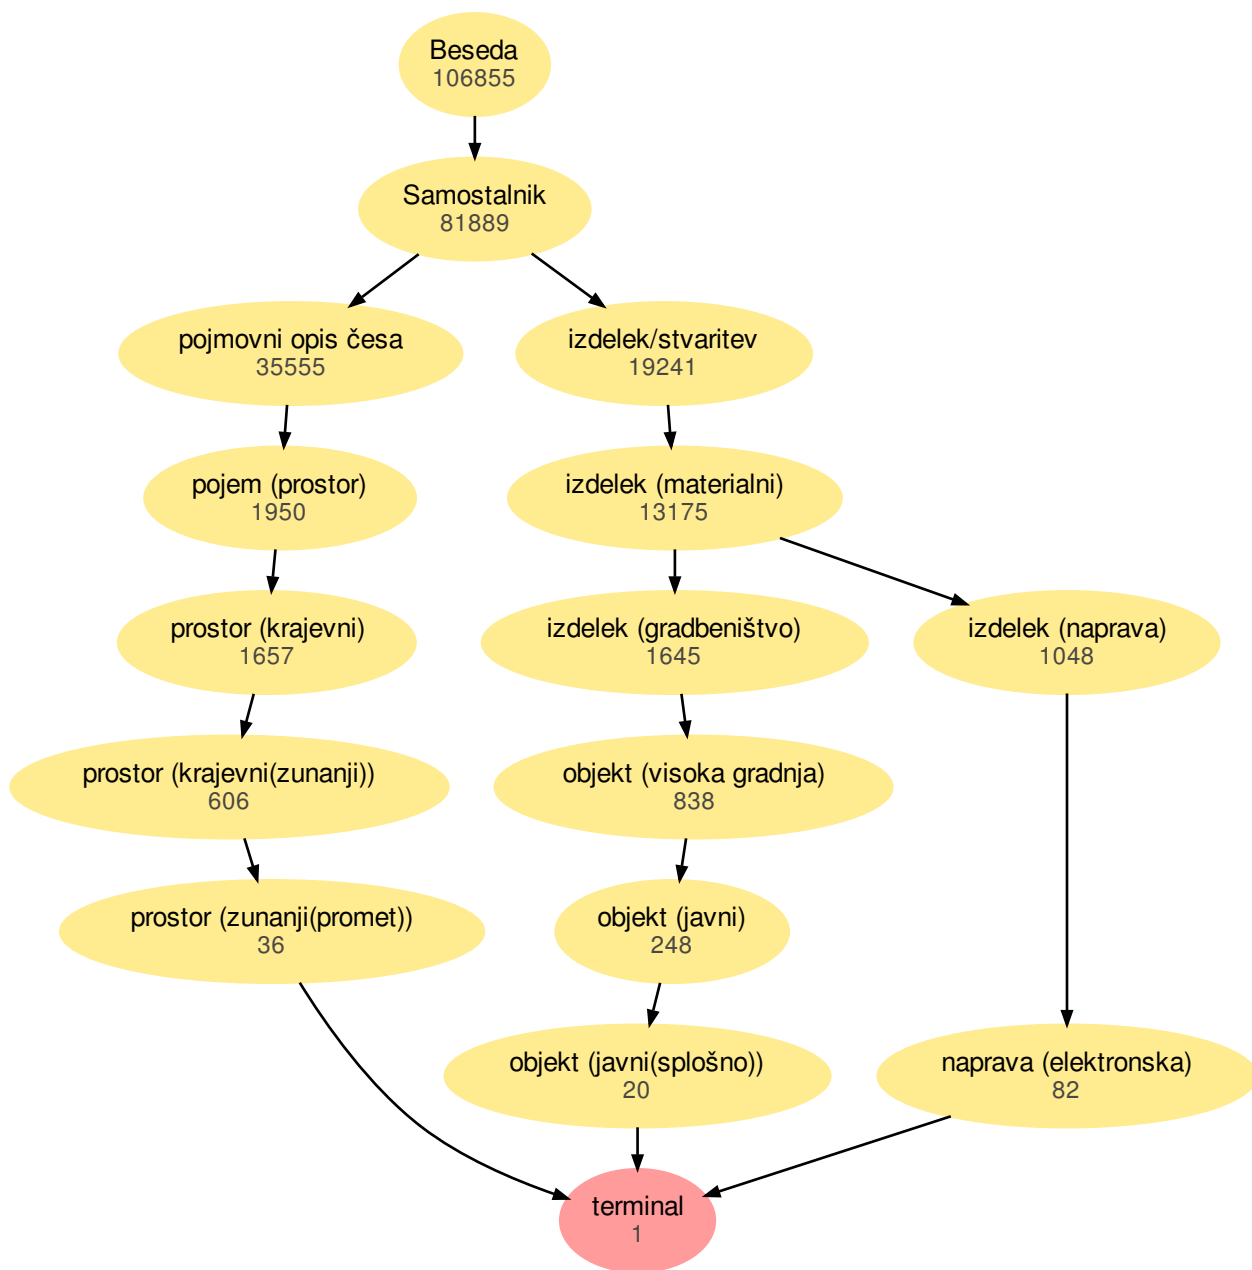 Beseda
106855
Samostalnik
81889
pojmovni opis česa
35555
izdelek/stvaritev
19241
pojem (prostor)
1950
izdelek (materialni)
13175
prostor (krajevni)
1657
izdelek (gradbeništvo)
1645
izdelek (naprava)
1048
prostor (krajevni(zunanji))
606
objekt (visoka gradnja)
838
prostor (zunanji(promet))
36
objekt (javni)
248
objekt (javni(splošno))
20
naprava (elektronska)
82
terminal
1